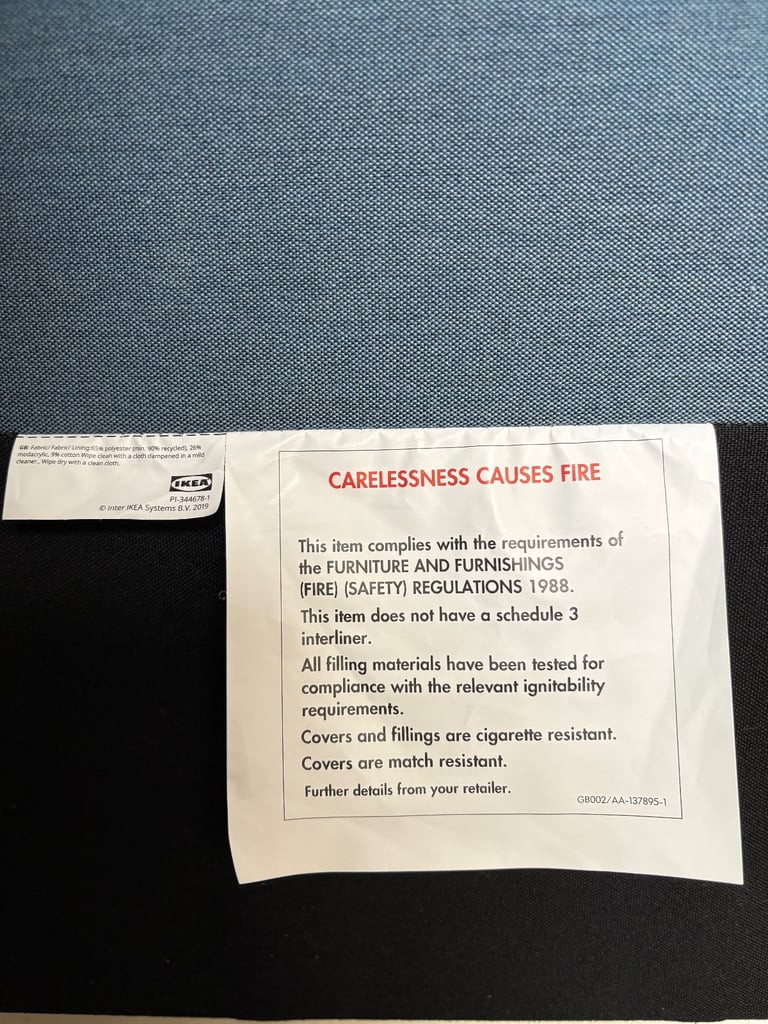 GB: Fabric/ Fabric/ Lining:65% polyester (min. 90% recycled), 26%
modacrylic, 9% cotton Wipe clean with a cloth dampened in a mild
cleaner., Wipe dry with a clean cloth.
IKEA
PI-344678-1
© Inter IKEA Systems B.V. 2019
CARELESSNESS CAUSES FIRE
This item complies with the requirements of
the FURNITURE AND FURNISHINGS
(FIRE) (SAFETY) REGULATIONS 1988.
This item does not have a schedule 3
interliner.
All filling materials have been tested for
compliance with the relevant ignitability
requirements.
Covers and fillings are cigarette resistant.
Covers are match resistant.
Further details from your retailer.
GB002/AA-137895-1